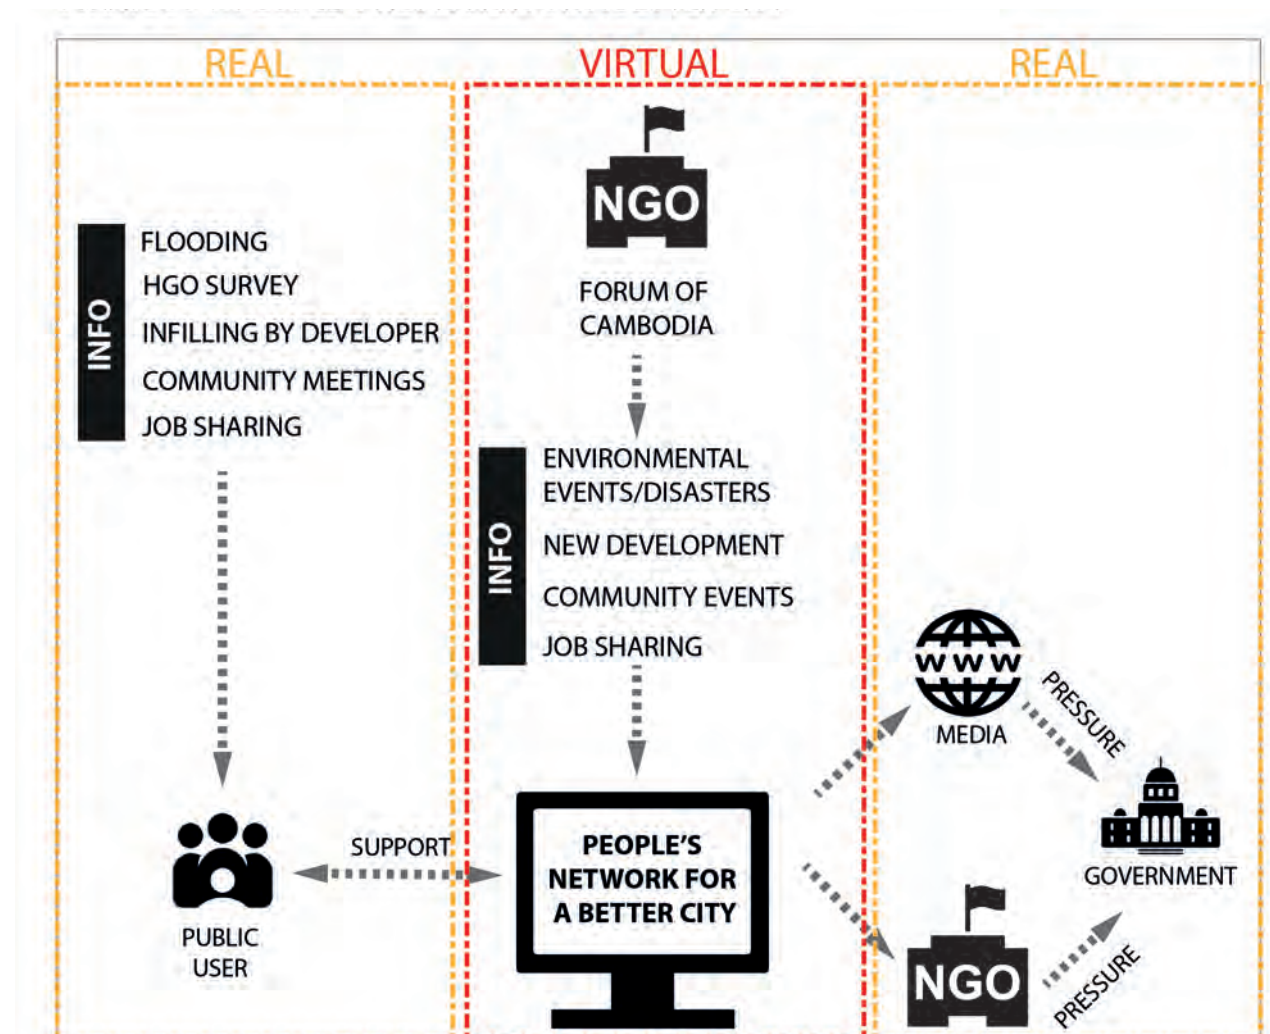 REAL
VIRTUAL
REAL
INFO
FLOODING
HGO SURVEY
INFILLING BY DEVELOPER
COMMUNITY MEETINGS
JOB SHARING
PUBLIC
USER
SUPPORT
NGO
FORUM OF
CAMBODIA
INFO
ENVIRONMENTAL
EVENTS/DISASTERS
NEW DEVELOPMENT
COMMUNITY EVENTS
JOB SHARING
PEOPLE'S
NETWORK FOR
A BETTER CITY
WWW
MEDIA
PRESSURE
GOVERNMENT
NGO
PRESSURE